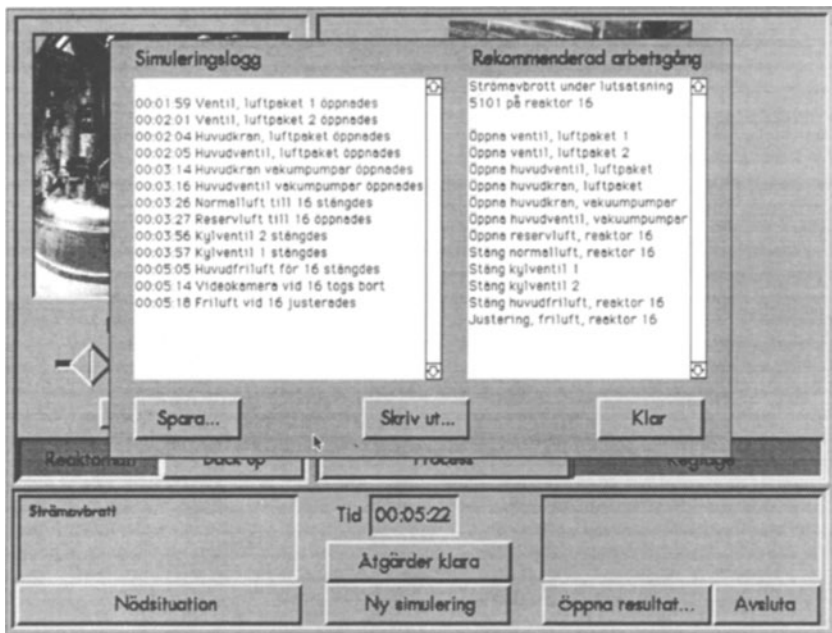 Simuleringslogg
00:01:59 Ventil, luftpaket 1 öppnades
00:02:01 Ventil, luftpaket 2 öppnades
00:02:04 Huvudkran, luftpaket öppnades
00:02:05 Huvudventil, luftpaket öppnades
00:03:14 Huvudkran vakumpumpar öppnades
00:03:16 Huvudventil vakumpumpar öppnades
00:03:26 Normalluft till 16 stängdes
00:03:27 Reservluft till 16 öppnades
00:03:56 Kylventil 2 stängdes
00:03:57 Kylventil 1 stängdes
00:05:05 Huvudfriluft för 16 stängdes
00:05:14 Videokamera vid 16 togs bort
00:05:18 Friluft vid 16 justerades
Rekommenderad arbetsgång
Strömavbrott under lutsatsning
5101 på reaktor 16
Öppna ventil, luftpaket 1
Öppna ventil, luftpaket 2
Öppna huvudventil, luftpaket
Öppna huvudkran, luftpaket
Öppna huvudkran, vakuumpumpar
Öppna huvudventil, vakuumpumpar
Öppna reservluft, reaktor 16
Stäng normalluft, reaktor 16
Stäng kylventil 1
Stäng kylventil 2
Stäng huvudfriluft, reaktor 16
Justering, friluft, reaktor 16
Spara...
Skriv ut...
Klar
Back-up
Process
Reglage
Strömavbrott
Tid 00:05:22
Åtgärder klara
Nödsituation
Ny simulering
Öppna resultat...
Avsluta